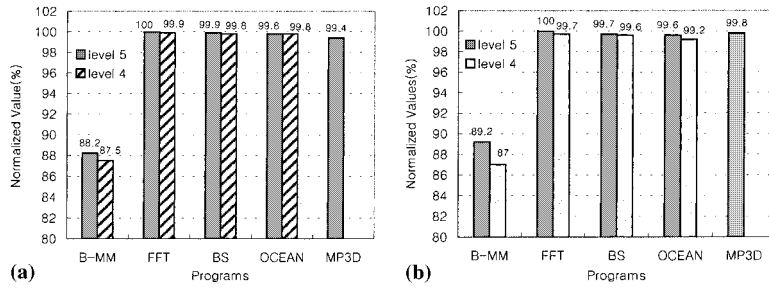 100 99.9 99.9 99.8 99.8 99.8 99.4
100
98
96
94
92
90
88
86
84
82
80
Normalized Value(%)
level 5
level 4
88.2 87.5
B-MM FFT BS OCEAN MP3D
Programs
(a)
100 99.7 99.7 99.6 99.6 99.2 99.8
100
98
96
94
92
90
88
86
84
82
80
Normalized Values(%)
level 5
level 4
89.2 87
B-MM FFT BS OCEAN MP3D
Programs
(b)